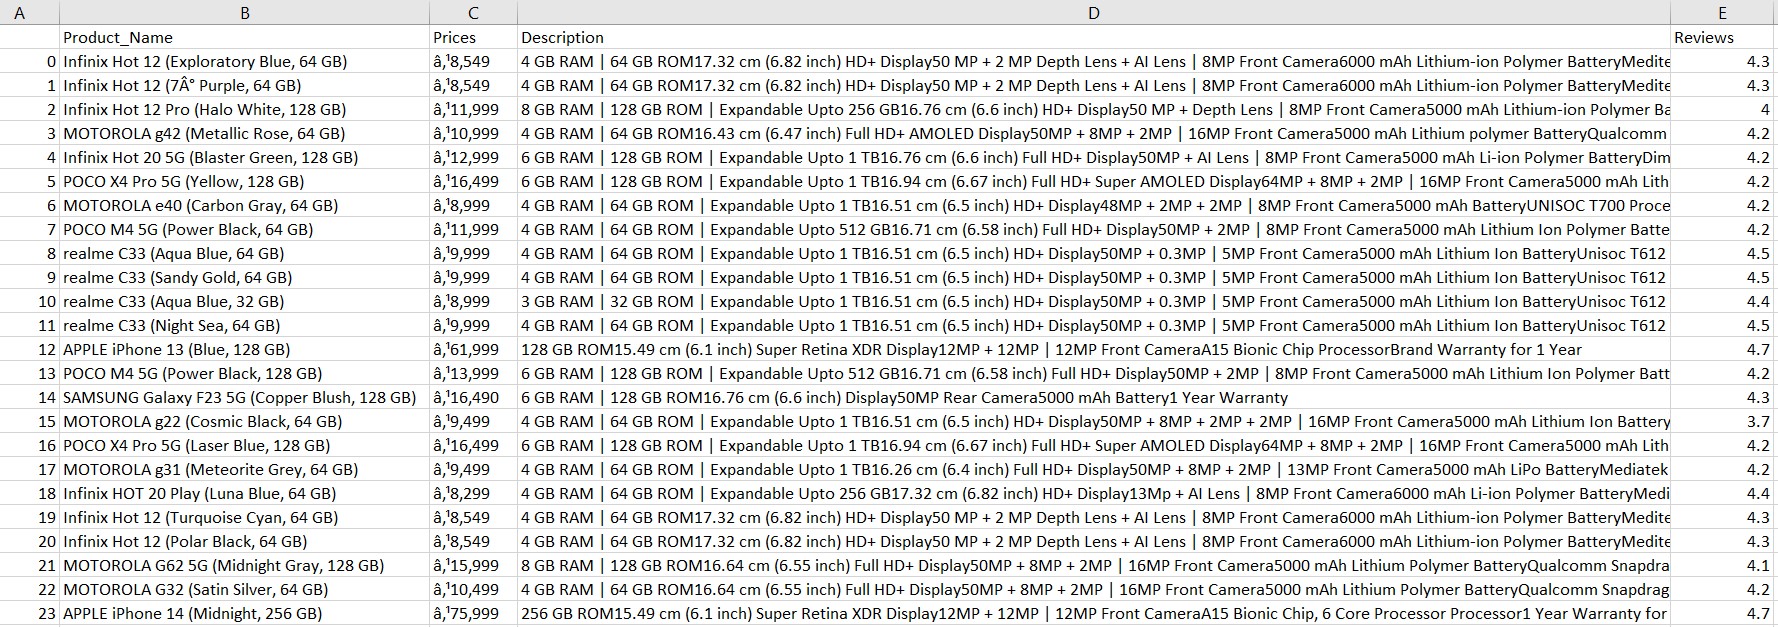 A B C D E
Product_Name Prices Description Reviews
0 Infinix Hot 12 (Exploratory Blue, 64 GB) â‚¹8,549 4 GB RAM | 64 GB ROM17.32 cm (6.82 inch) HD+ Display50 MP + 2 MP Depth Lens + AI Lens | 8MP Front Camera6000 mAh Lithium-ion Polymer BatteryMedite 4.3
1 Infinix Hot 12 (7Â° Purple, 64 GB) â‚¹8,549 4 GB RAM | 64 GB ROM17.32 cm (6.82 inch) HD+ Display50 MP + 2 MP Depth Lens + AI Lens | 8MP Front Camera6000 mAh Lithium-ion Polymer BatteryMedite 4.3
2 Infinix Hot 12 Pro (Halo White, 128 GB) â‚¹11,999 8 GB RAM | 128 GB ROM | Expandable Upto 256 GB16.76 cm (6.6 inch) HD+ Display50 MP + Depth Lens | 8MP Front Camera5000 mAh Lithium-ion Polymer Ba 4
3 MOTOROLA g42 (Metallic Rose, 64 GB) â‚¹10,999 4 GB RAM | 64 GB ROM16.43 cm (6.47 inch) Full HD+ AMOLED Display50MP + 8MP + 2MP | 16MP Front Camera5000 mAh Lithium polymer BatteryQualcomm 4.2
4 Infinix Hot 20 5G (Blaster Green, 128 GB) â‚¹12,999 6 GB RAM | 128 GB ROM | Expandable Upto 1 TB16.76 cm (6.6 inch) Full HD+ Display50MP + AI Lens | 8MP Front Camera5000 mAh Li-ion Polymer BatteryDim 4.2
5 POCO X4 Pro 5G (Yellow, 128 GB) â‚¹16,499 6 GB RAM | 128 GB ROM | Expandable Upto 1 TB16.94 cm (6.67 inch) Full HD+ Super AMOLED Display64MP + 8MP + 2MP | 16MP Front Camera5000 mAh Lith 4.2
6 MOTOROLA e40 (Carbon Gray, 64 GB) â‚¹8,999 4 GB RAM | 64 GB ROM | Expandable Upto 1 TB16.51 cm (6.5 inch) HD+ Display48MP + 2MP + 2MP | 8MP Front Camera5000 mAh BatteryUNISOC T700 Proce 4.2
7 POCO M4 5G (Power Black, 64 GB) â‚¹11,999 4 GB RAM | 64 GB ROM | Expandable Upto 512 GB16.71 cm (6.58 inch) Full HD+ Display50MP + 2MP | 8MP Front Camera5000 mAh Lithium Ion Polymer Batte 4.2
8 realme C33 (Aqua Blue, 64 GB) â‚¹9,999 4 GB RAM | 64 GB ROM | Expandable Upto 1 TB16.51 cm (6.5 inch) HD+ Display50MP + 0.3MP | 5MP Front Camera5000 mAh Lithium Ion BatteryUnisoc T612 4.5
9 realme C33 (Sandy Gold, 64 GB) â‚¹9,999 4 GB RAM | 64 GB ROM | Expandable Upto 1 TB16.51 cm (6.5 inch) HD+ Display50MP + 0.3MP | 5MP Front Camera5000 mAh Lithium Ion BatteryUnisoc T612 4.5
10 realme C33 (Aqua Blue, 32 GB) â‚¹8,999 3 GB RAM | 32 GB ROM | Expandable Upto 1 TB16.51 cm (6.5 inch) HD+ Display50MP + 0.3MP | 5MP Front Camera5000 mAh Lithium Ion BatteryUnisoc T612 4.4
11 realme C33 (Night Sea, 64 GB) â‚¹9,999 4 GB RAM | 64 GB ROM | Expandable Upto 1 TB16.51 cm (6.5 inch) HD+ Display50MP + 0.3MP | 5MP Front Camera5000 mAh Lithium Ion BatteryUnisoc T612 4.5
12 APPLE iPhone 13 (Blue, 128 GB) â‚¹61,999 128 GB ROM15.49 cm (6.1 inch) Super Retina XDR Display12MP + 12MP | 12MP Front CameraA15 Bionic Chip ProcessorBrand Warranty for 1 Year 4.7
13 POCO M4 5G (Power Black, 128 GB) â‚¹13,999 6 GB RAM | 128 GB ROM | Expandable Upto 512 GB16.71 cm (6.58 inch) Full HD+ Display50MP + 2MP | 8MP Front Camera5000 mAh Lithium Ion Polymer Batt 4.2
14 SAMSUNG Galaxy F23 5G (Copper Blush, 128 GB) â‚¹16,490 6 GB RAM | 128 GB ROM16.76 cm (6.6 inch) Display50MP Rear Camera5000 mAh Battery1 Year Warranty 4.3
15 MOTOROLA g22 (Cosmic Black, 64 GB) â‚¹9,499 4 GB RAM | 64 GB ROM | Expandable Upto 1 TB16.51 cm (6.5 inch) HD+ Display50MP + 8MP + 2MP + 2MP | 16MP Front Camera5000 mAh Lithium Ion Battery 3.7
16 POCO X4 Pro 5G (Laser Blue, 128 GB) â‚¹16,499 6 GB RAM | 128 GB ROM | Expandable Upto 1 TB16.94 cm (6.67 inch) Full HD+ Super AMOLED Display64MP + 8MP + 2MP | 16MP Front Camera5000 mAh Lith 4.2
17 MOTOROLA g31 (Meteorite Grey, 64 GB) â‚¹9,499 4 GB RAM | 64 GB ROM | Expandable Upto 1 TB16.26 cm (6.4 inch) Full HD+ Display50MP + 8MP + 2MP | 13MP Front Camera5000 mAh LiPo BatteryMediatek 4.2
18 Infinix HOT 20 Play (Luna Blue, 64 GB) â‚¹8,299 4 GB RAM | 64 GB ROM | Expandable Upto 256 GB17.32 cm (6.82 inch) HD+ Display13Mp + AI Lens | 8MP Front Camera6000 mAh Li-ion Polymer BatteryMedi 4.4
19 Infinix Hot 12 (Turquoise Cyan, 64 GB) â‚¹8,549 4 GB RAM | 64 GB ROM17.32 cm (6.82 inch) HD+ Display50 MP + 2 MP Depth Lens + AI Lens | 8MP Front Camera6000 mAh Lithium-ion Polymer BatteryMedite 4.3
20 Infinix Hot 12 (Polar Black, 64 GB) â‚¹8,549 4 GB RAM | 64 GB ROM17.32 cm (6.82 inch) HD+ Display50 MP + 2 MP Depth Lens + AI Lens | 8MP Front Camera6000 mAh Lithium-ion Polymer BatteryMedite 4.3
21 MOTOROLA G62 5G (Midnight Gray, 128 GB) â‚¹15,999 8 GB RAM | 128 GB ROM16.64 cm (6.55 inch) Full HD+ Display50MP + 8MP + 2MP | 16MP Front Camera5000 mAh Lithium Polymer BatteryQualcomm Snapdra 4.1
22 MOTOROLA G32 (Satin Silver, 64 GB) â‚¹10,499 4 GB RAM | 64 GB ROM16.64 cm (6.55 inch) Full HD+ Display50MP + 8MP + 2MP | 16MP Front Camera5000 mAh Lithium Polymer BatteryQualcomm Snapdrag 4.2
23 APPLE iPhone 14 (Midnight, 256 GB) â‚¹75,999 256 GB ROM15.49 cm (6.1 inch) Super Retina XDR Display12MP + 12MP | 12MP Front CameraA15 Bionic Chip, 6 Core Processor Processor1 Year Warranty for 4.7